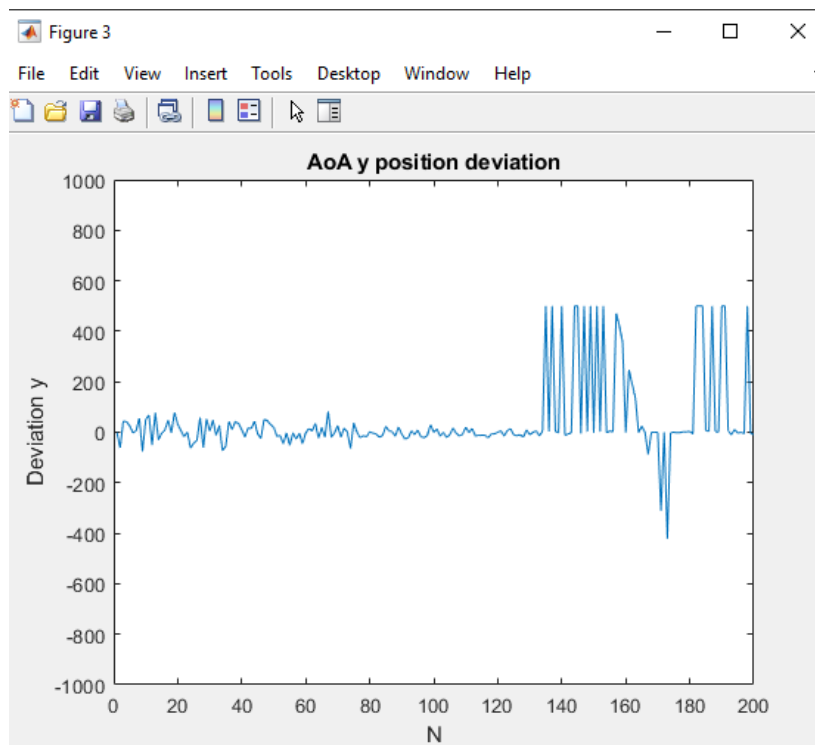 Figure 3
File Edit View Insert Tools Desktop Window Help
AoA y position deviation
1000
800
600
400
200
0
-200
-400
-600
-800
-1000
Deviation y
0 20 40 60 80 100 120 140 160 180 200
N